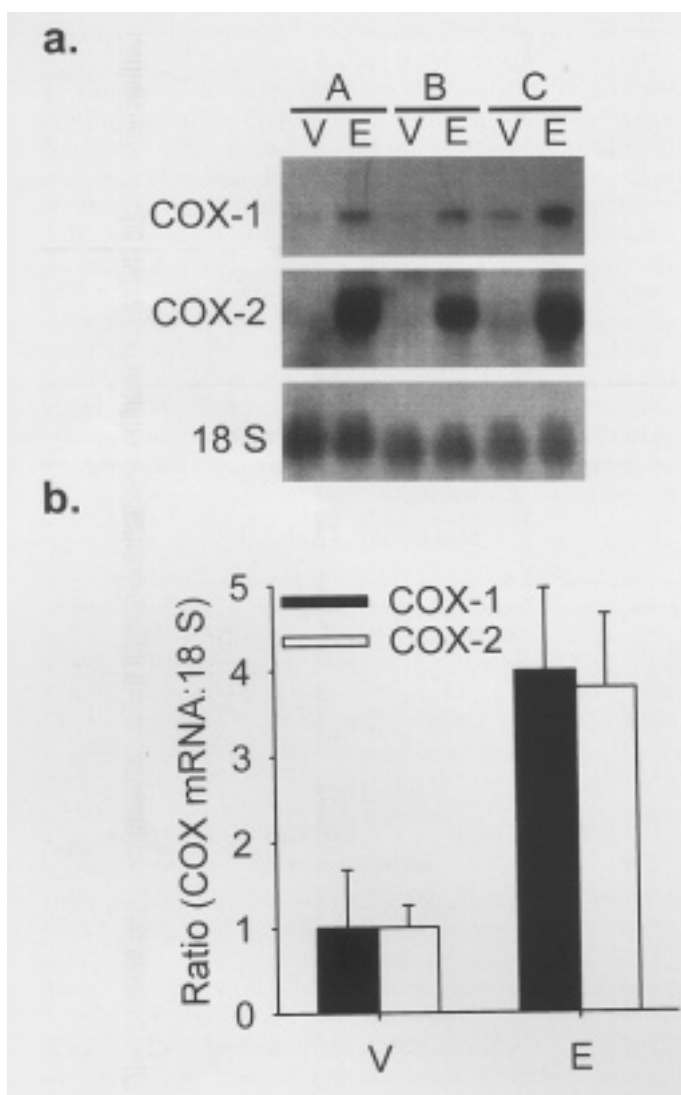 a.
A B C
V E V E V E
COX-1
COX-2
18 S
b.
5
4
3
2
1
0
Ratio (COX mRNA:18 S)
COX-1
COX-2
V E